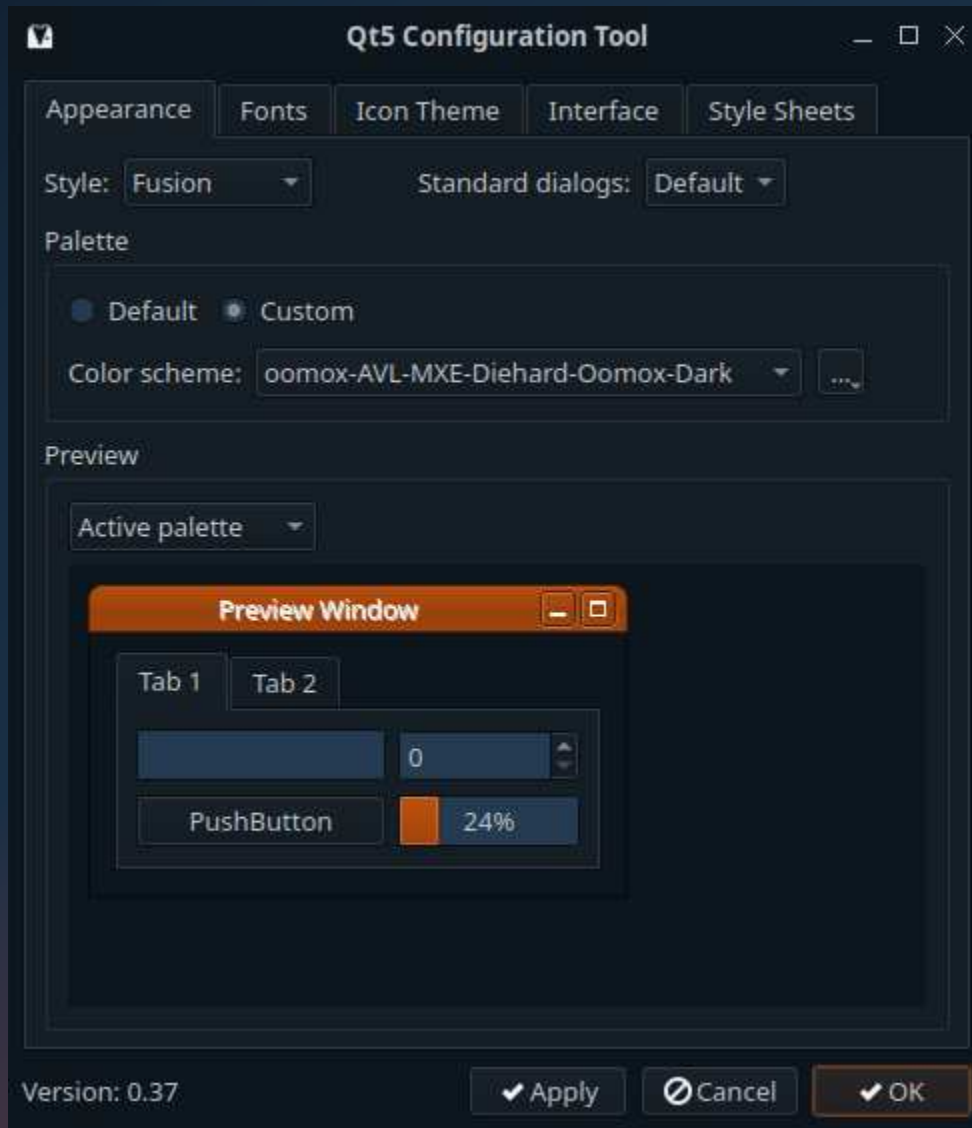 Qt5 Configuration Tool
Appearance Fonts Icon Theme Interface Style Sheets
Style: Fusion Standard dialogs: Default
Palette
Default Custom
Color scheme: oomox-AVL-MXE-Diehard-Oomox-Dark ...
Preview
Active palette
Preview Window
Tab 1 Tab 2
0
PushButton 24%
Version: 0.37 Apply Cancel OK